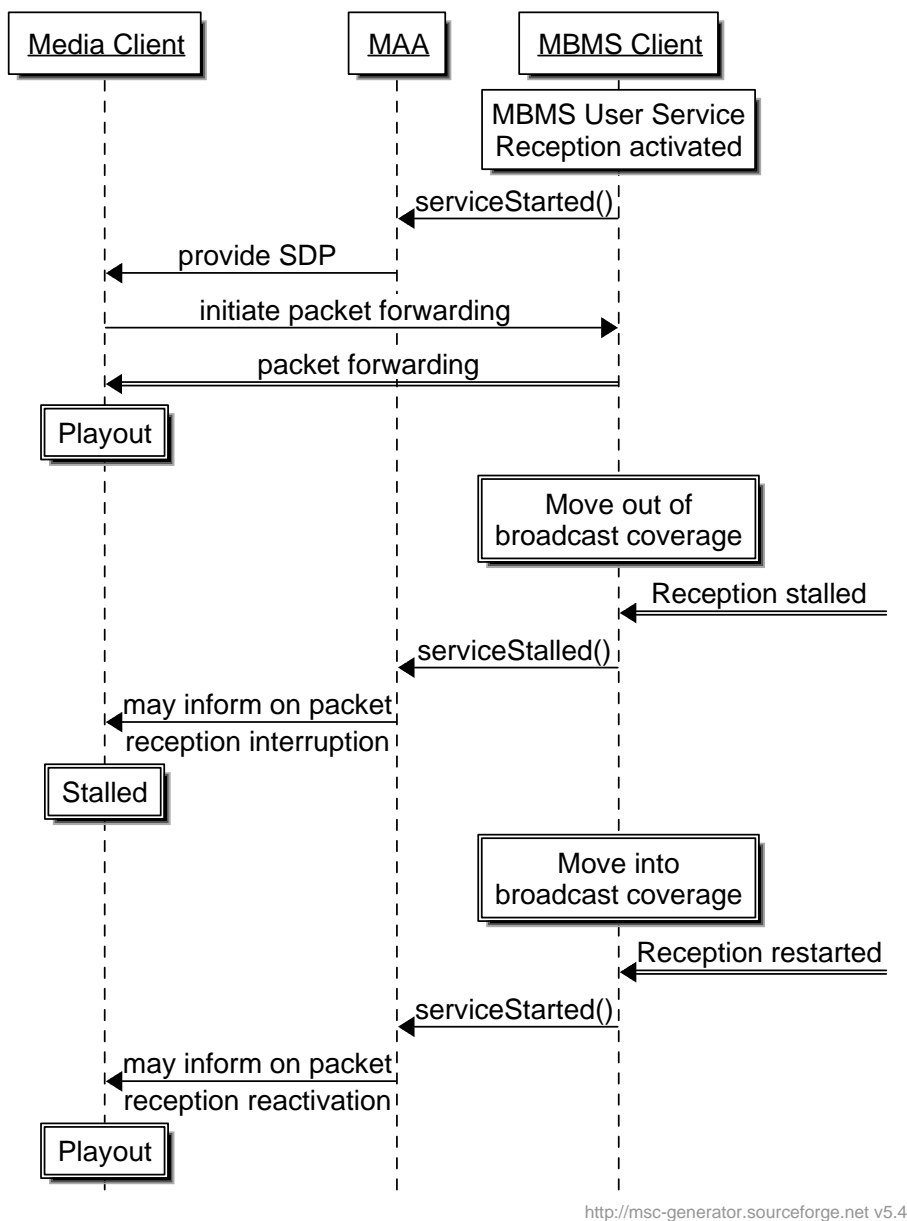 Media Client
MAA
MBMS Client
MBMS User Service
Reception activated
serviceStarted()
provide SDP
initiate packet forwarding
packet forwarding
Playout
Move out of
broadcast coverage
Reception stalled
serviceStalled()
may inform on packet
reception interruption
Stalled
Move into
broadcast coverage
Reception restarted
serviceStarted()
may inform on packet
reception reactivation
Playout
http://msc-generator.sourceforge.net v5.4